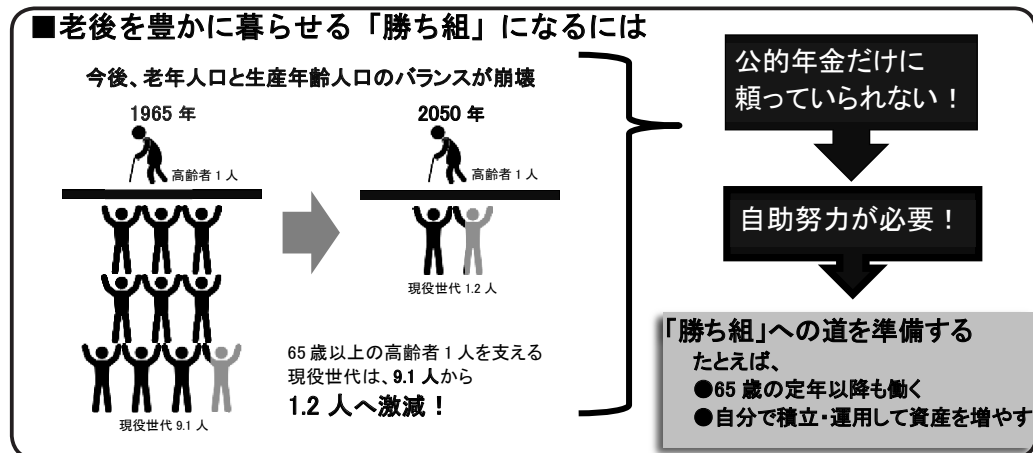 ■老後を豊かに暮らせる「勝ち組」になるには
今後、老年人口と生産年齢人口のバランスが崩壊
1965 年
高齢者 1 人
現役世代 9.1 人
2050 年
高齢者 1 人
現役世代 1.2 人
65 歳以上の高齢者 1 人を支える
現役世代は、9.1 人から
1.2 人へ激減！
公的年金だけに
頼っていられない！
自助努力が必要！
「勝ち組」への道を準備する
たとえば、
●65 歳の定年以降も働く
●自分で積立・運用して資産を増やす